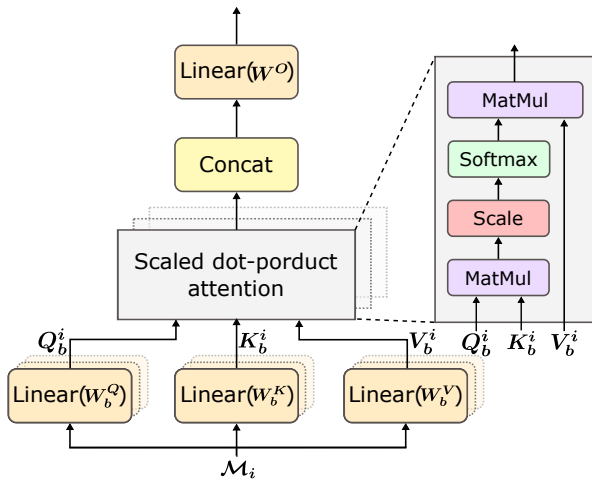 Linear(W^O)
Concat
Scaled dot-porduct
attention
Q_b^i K_b^i V_b^i
Linear(W_b^Q) Linear(W_b^K) Linear(W_b^V)
ℳ_i
MatMul
Softmax
Scale
MatMul
Q_b^i K_b^i V_b^i